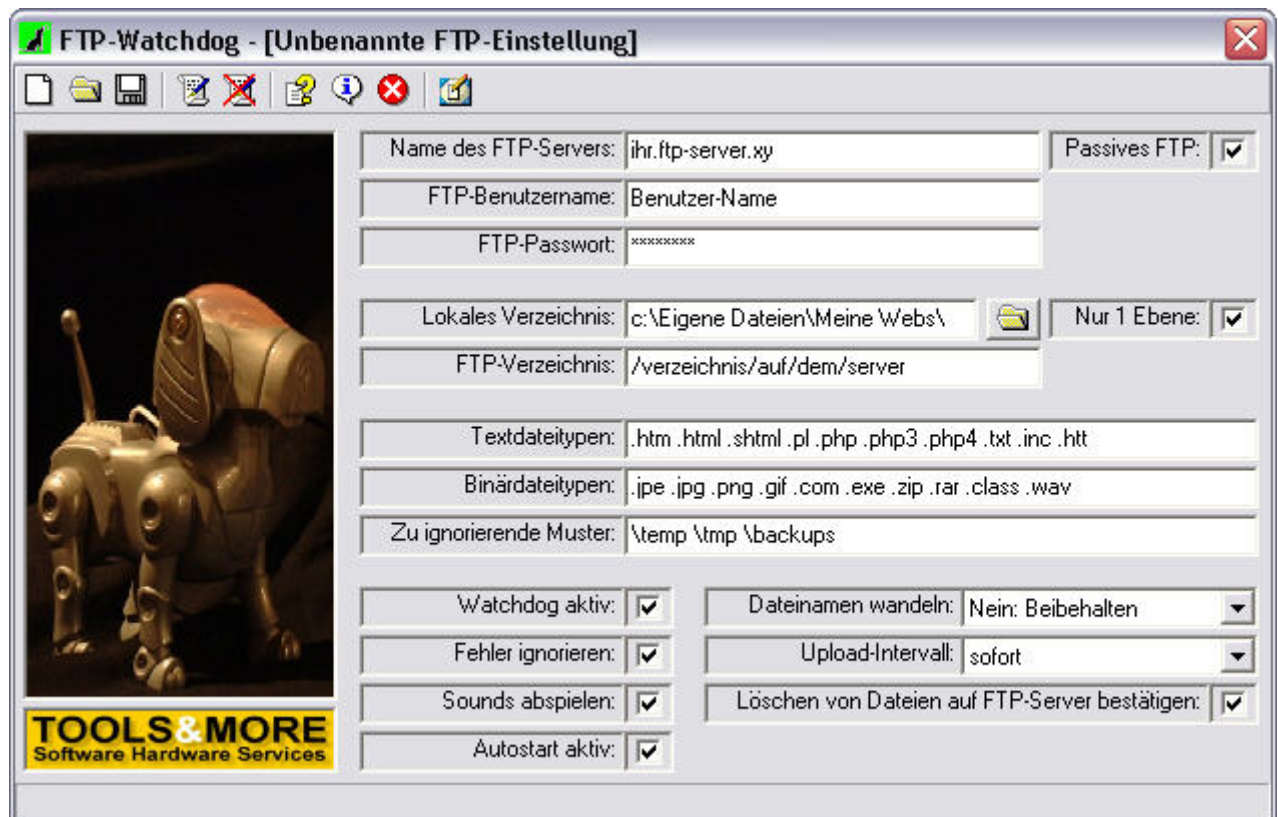 FTP-Watchdog - [Unbenannte FTP-Einstellung]
Name des FTP-Servers: ihr.ftp-server.xy Passives FTP:
FTP-Benutzername: Benutzer-Name
FTP-Passwort: ********
Lokales Verzeichnis: c:\Eigene Dateien\Meine Webs\ Nur 1 Ebene:
FTP-Verzeichnis: /verzeichnis/auf/dem/server
Textdateitypen: .htm .html .shtml .pl .php .php3 .php4 .txt .inc .htt
Binärdateitypen: .jpe .jpg .png .gif .com .exe .zip .rar .class .wav
Zu ignorierende Muster: \temp \tmp \backups
Watchdog aktiv: Dateinamen wandeln: Nein: Beibehalten
Fehler ignorieren: Upload-Intervall: sofort
Sounds abspielen: Löschen von Dateien auf FTP-Server bestätigen:
Autostart aktiv:
TOOLS&MORE
Software Hardware Services